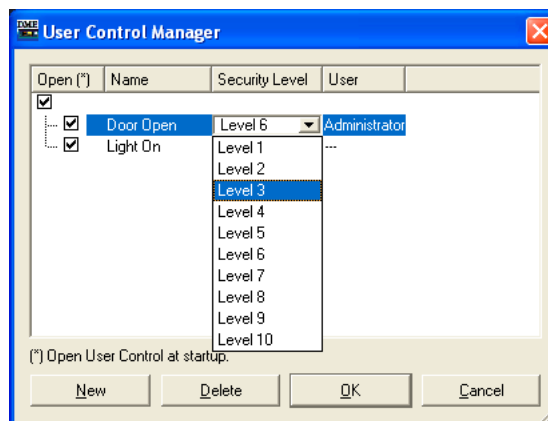 DME User Control Manager
Open (*) Name Security Level User
Door Open Level 6 Administrator
Light On ---
Level 1
Level 2
Level 3
Level 4
Level 5
Level 6
Level 7
Level 8
Level 9
Level 10
(*) Open User Control at startup.
New Delete OK Cancel